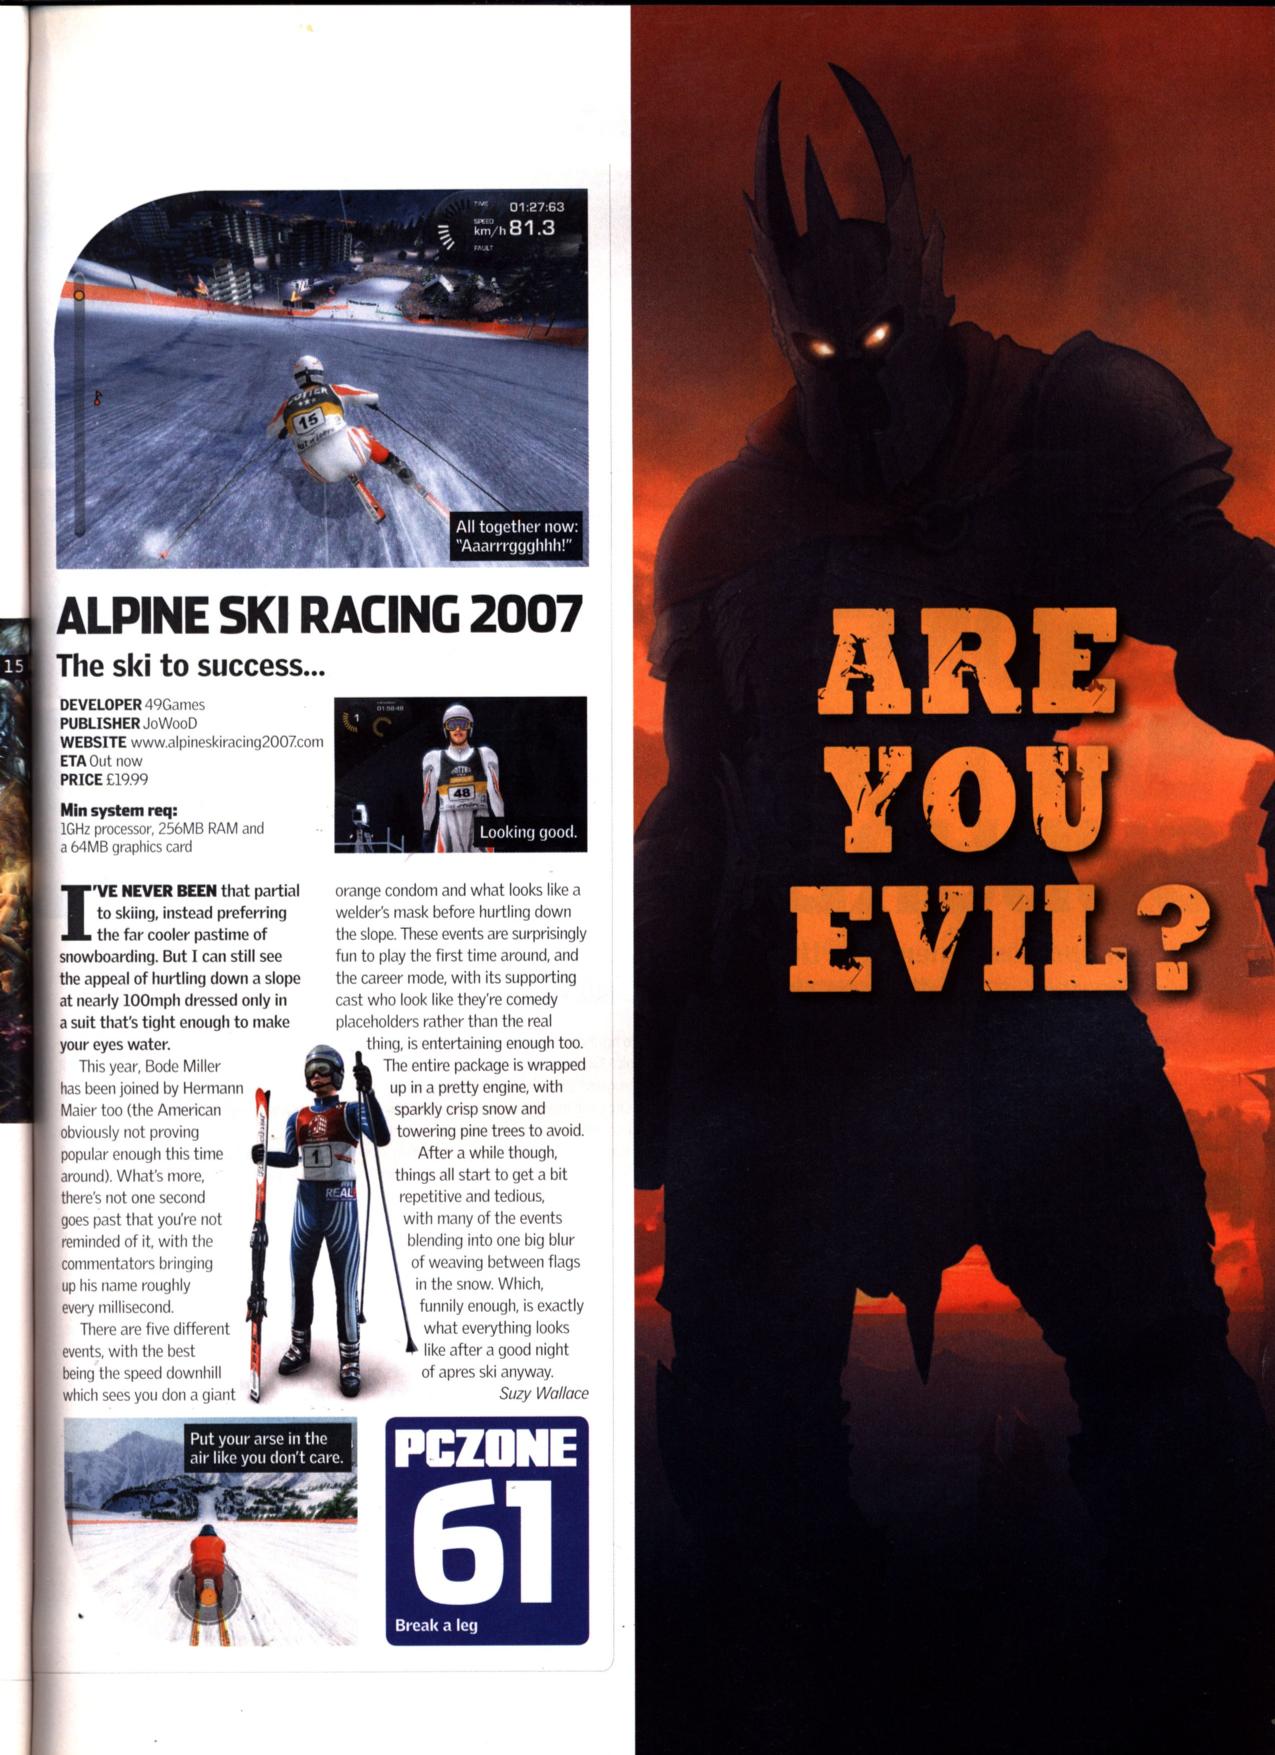 TIME 01:27:63
SPEED
km/h 81.3
FAULT
15
All together now:
"Aaarrrggghhh!"
ALPINE SKI RACING 2007
The ski to success...
15
DEVELOPER 49Games
PUBLISHER JoWooD
WEBSITE www.alpineskiracing2007.com
ETA Out now
PRICE £19.99
Min system req:
1GHz processor, 256MB RAM and
a 64MB graphics card
1
48
Looking good.
I'VE NEVER BEEN that partial
to skiing, instead preferring
the far cooler pastime of
snowboarding. But I can still see
the appeal of hurtling down a slope
at nearly 100mph dressed only in
a suit that's tight enough to make
your eyes water.
This year, Bode Miller
has been joined by Hermann
Maier too (the American
obviously not proving
popular enough this time
around). What's more,
there's not one second
goes past that you're not
reminded of it, with the
commentators bringing
up his name roughly
every millisecond.
There are five different
events, with the best
being the speed downhill
which sees you don a giant
orange condom and what looks like a
welder's mask before hurtling down
the slope. These events are surprisingly
fun to play the first time around, and
the career mode, with its supporting
cast who look like they're comedy
placeholders rather than the real
thing, is entertaining enough too.
The entire package is wrapped
up in a pretty engine, with
sparkly crisp snow and
towering pine trees to avoid.
After a while though,
things all start to get a bit
repetitive and tedious,
with many of the events
blending into one big blur
of weaving between flags
in the snow. Which,
funnily enough, is exactly
what everything looks
like after a good night
of apres ski anyway.
Suzy Wallace
1
REAL
Put your arse in the
air like you don't care.
PCZONE
61
Break a leg
ARE
YOU
EVIL?